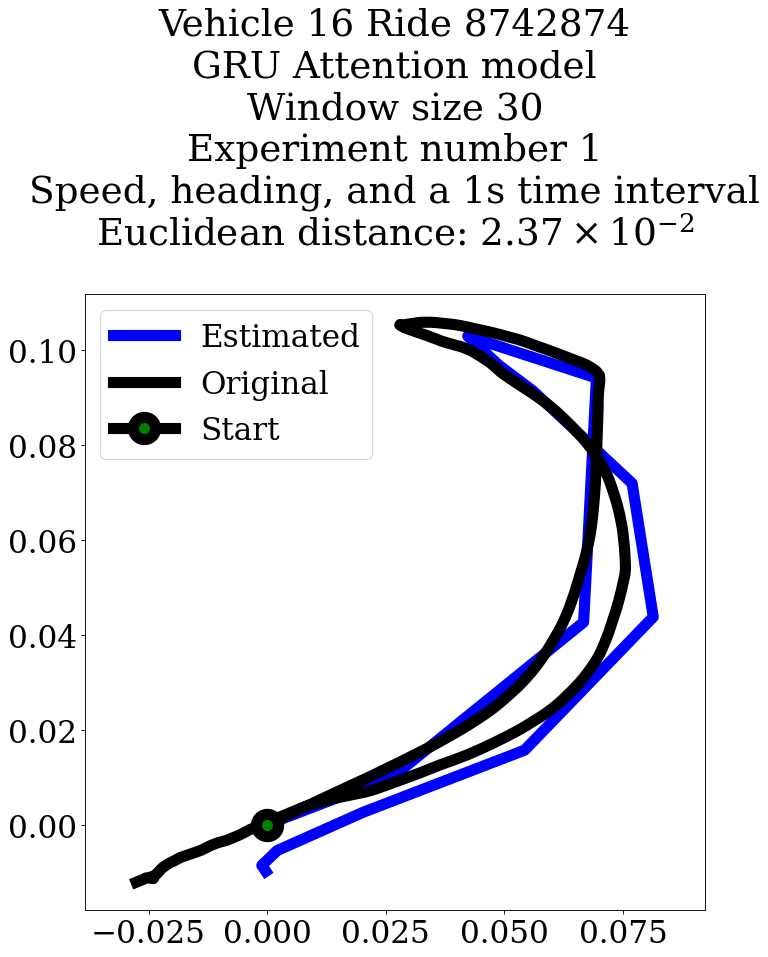 Vehicle 16 Ride 8742874
GRU Attention model
Window size 30
Experiment number 1
Speed, heading, and a 1s time interval
Euclidean distance: 2.37 × 10⁻²
Estimated
Original
Start
0.10
0.08
0.06
0.04
0.02
0.00
−0.025 0.000 0.025 0.050 0.075